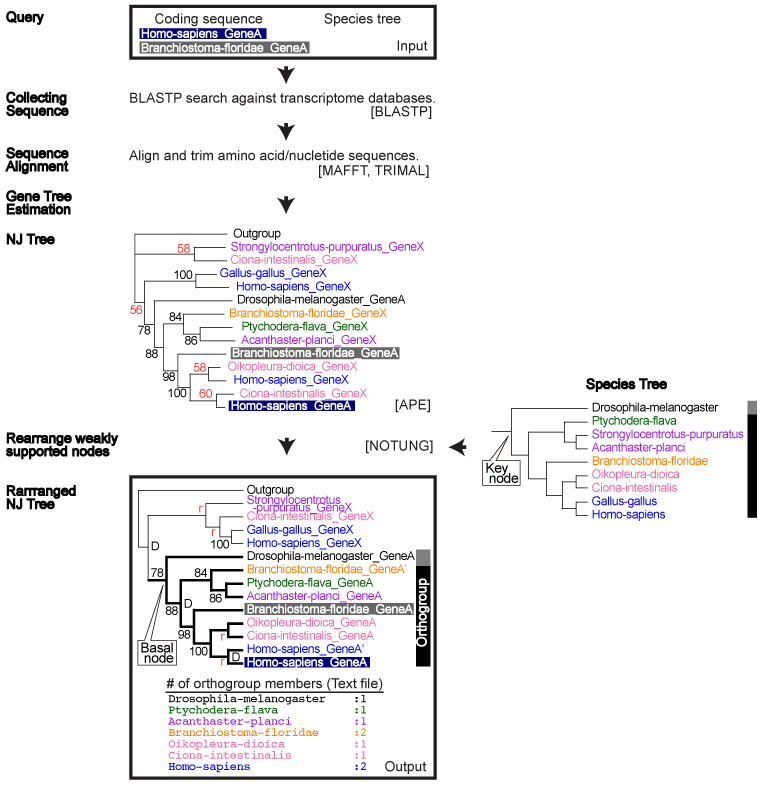 Query
Coding sequence
Species tree
Homo-sapiens_GeneA
Branchiostoma-floridae_GeneA
Input
Collecting
Sequence
BLASTP search against transcriptome databases.
[BLASTP]
Sequence
Alignment
Align and trim amino acid/nucletide sequences.
[MAFFT, TRIMAL]
Gene Tree
Estimation
NJ Tree
Outgroup
58
Strongylocentrotus-purpuratus_GeneX
Ciona-intestinalis_GeneX
100
Gallus-gallus_GeneX
Homo-sapiens_GeneX
56
Drosophila-melanogaster_GeneA
78
84
Branchiostoma-floridae_GeneX
86
Ptychodera-flava_GeneX
Acanthaster-planci_GeneX
88
Branchiostoma-floridae_GeneA
98
58
Oikopleura-dioica_GeneX
Homo-sapiens_GeneX
100
60
Ciona-intestinalis_GeneX
Homo-sapiens_GeneA
[APE]
Species Tree
Drosophila-melanogaster
Ptychodera-flava
Strongylocentrotus-purpuratus
Acanthaster-planci
Branchiostoma-floridae
Oikopleura-dioica
Ciona-intestinalis
Gallus-gallus
Homo-sapiens
Key
node
Rearrange weakly
supported nodes
[NOTUNG]
Rarrranged
NJ Tree
Outgroup
Strongylocentrotus
-purpuratus_GeneX
r
Ciona-intestinalis_GeneX
r
Gallus-gallus_GeneX
100
Homo-sapiens_GeneX
D
Drosophila-melanogaster_GeneA
78
84
Branchiostoma-floridae_GeneA'
86
Ptychodera-flava_GeneA
Acanthaster-planci_GeneA
88
D
Branchiostoma-floridae_GeneA
98
Oikopleura-dioica_GeneA
r
Ciona-intestinalis_GeneA
100
Homo-sapiens_GeneA'
r
D
Homo-sapiens_GeneA
Basal
node
Orthogroup
# of orthogroup members (Text file)
Drosophila-melanogaster :1
Ptychodera-flava :1
Acanthaster-planci :1
Branchiostoma-floridae :2
Oikopleura-dioica :1
Ciona-intestinalis :1
Homo-sapiens :2
Output